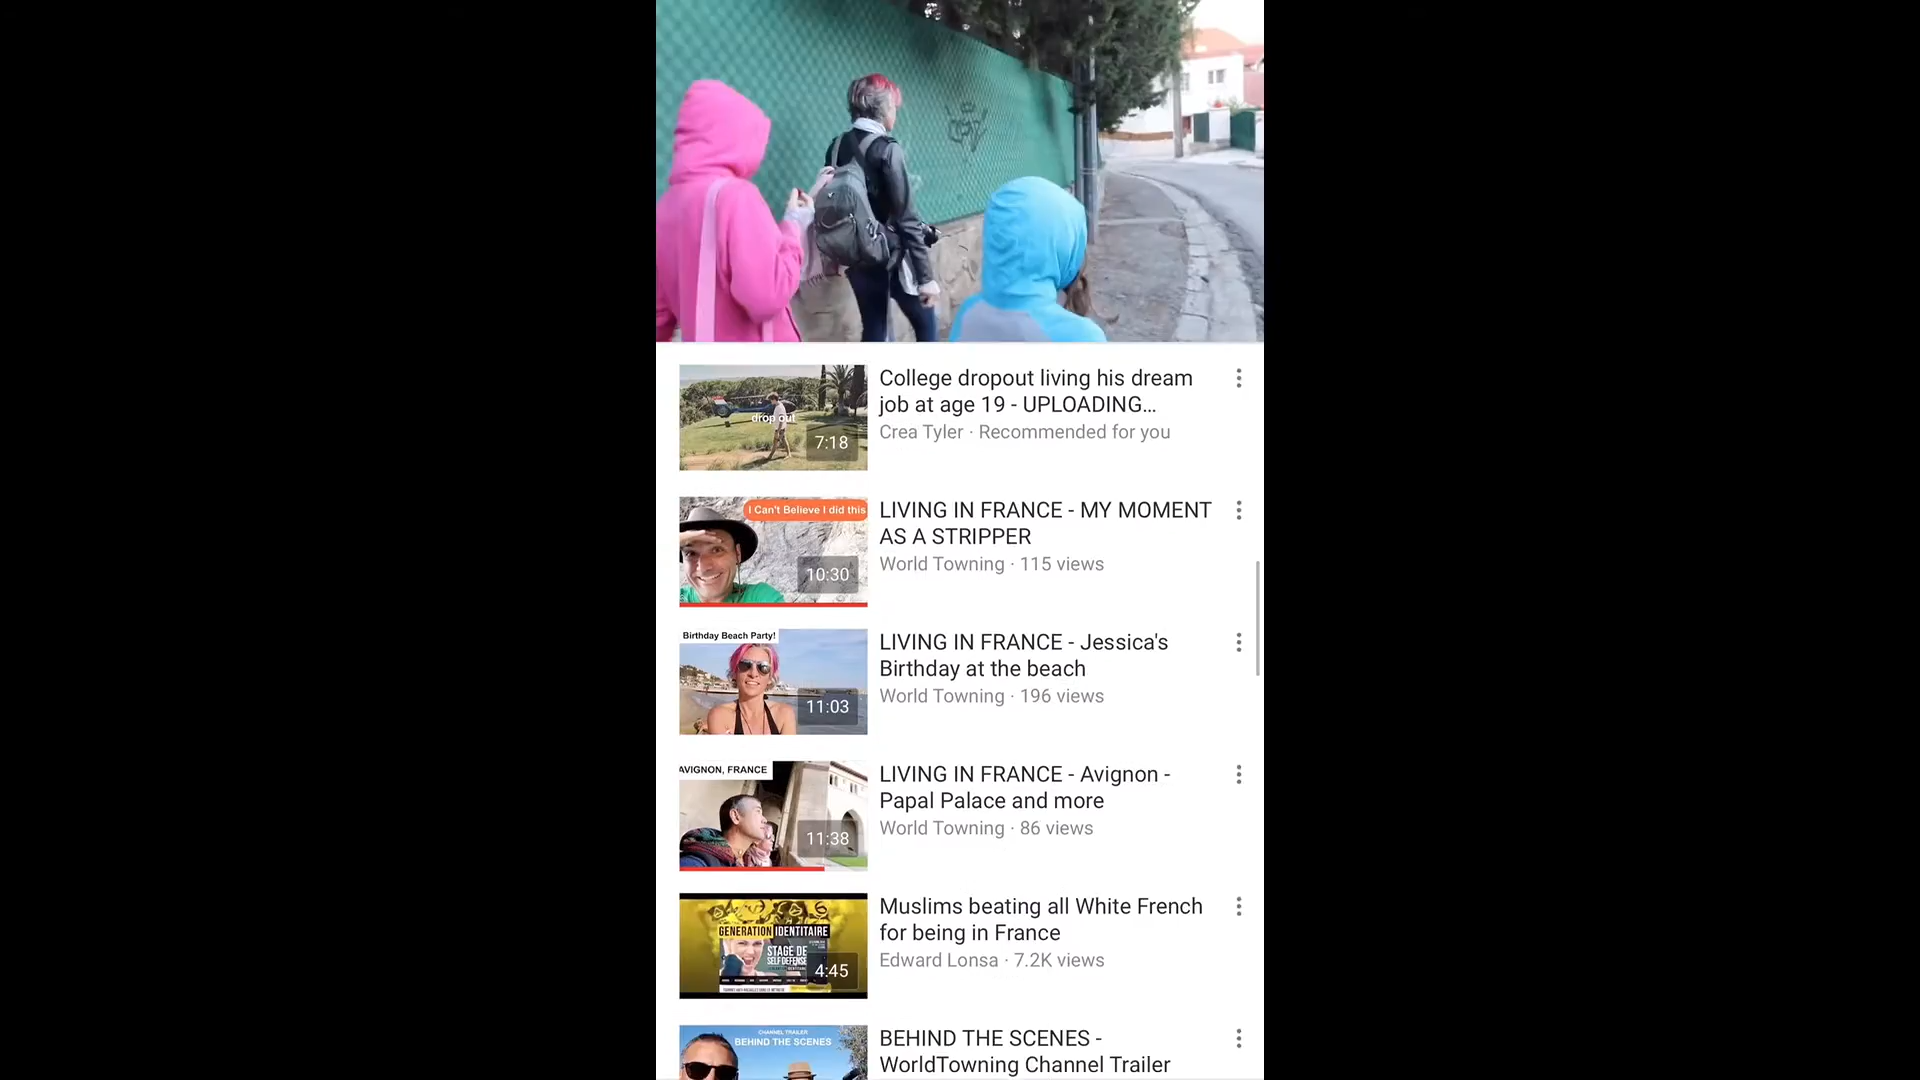 drop out
7:18
College dropout living his dream
job at age 19 - UPLOADING...
Crea Tyler · Recommended for you
I Can't Believe I did this
10:30
LIVING IN FRANCE - MY MOMENT
AS A STRIPPER
World Towning · 115 views
Birthday Beach Party!
11:03
LIVING IN FRANCE - Jessica's
Birthday at the beach
World Towning · 196 views
AVIGNON, FRANCE
11:38
LIVING IN FRANCE - Avignon -
Papal Palace and more
World Towning · 86 views
GENERATION IDENTITAIRE
STAGE DE
SELF DEFENSE
4:45
Muslims beating all White French
for being in France
Edward Lonsa · 7.2K views
CHANNEL TRAILER
BEHIND THE SCENES
BEHIND THE SCENES -
WorldTowning Channel Trailer